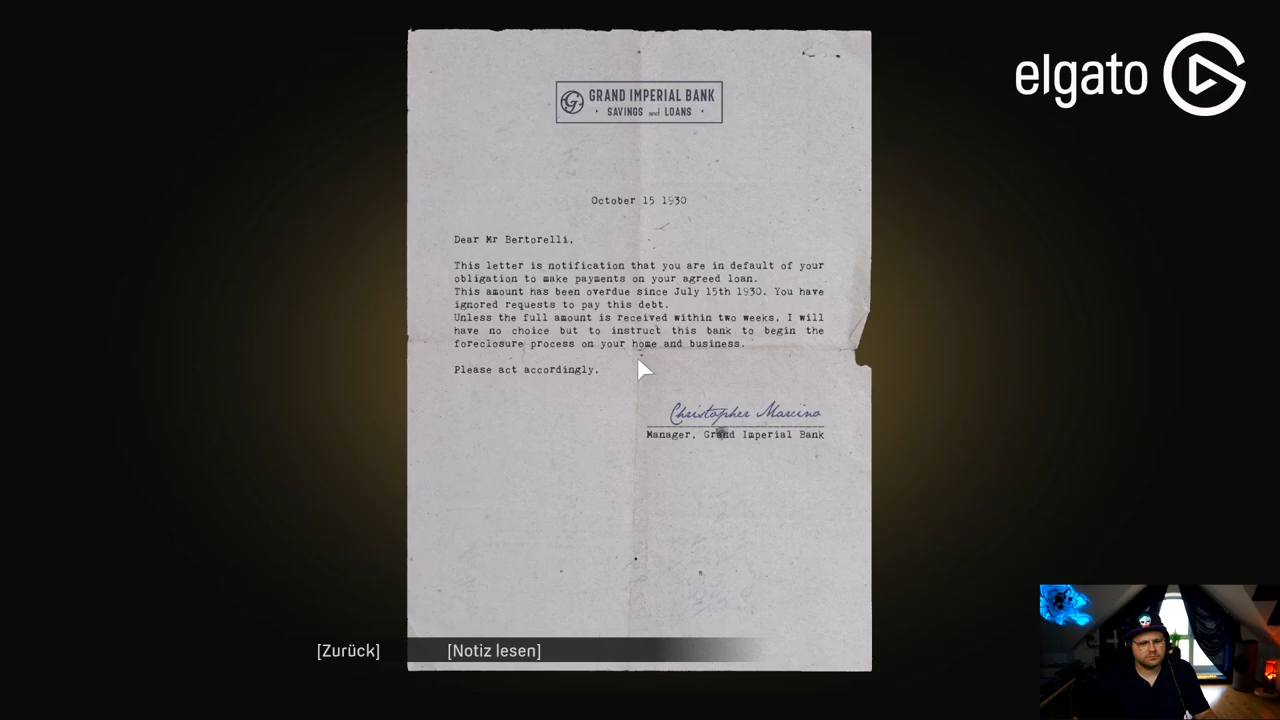 elgato
GRAND IMPERIAL BANK
SAVINGS and LOANS
October 15 1930
Dear Mr Bertorelli,
This letter is notification that you are in default of your
obligation to make payments on your agreed loan.
This amount has been overdue since July 15th 1930. You have
ignored requests to pay this debt.
Unless the full amount is received within two weeks, I will
have no choice but to instruct this bank to begin the
foreclosure process on your home and business.
Please act accordingly.
Christopher Marcino
Manager, Grand Imperial Bank
[Zurück] [Notiz lesen]